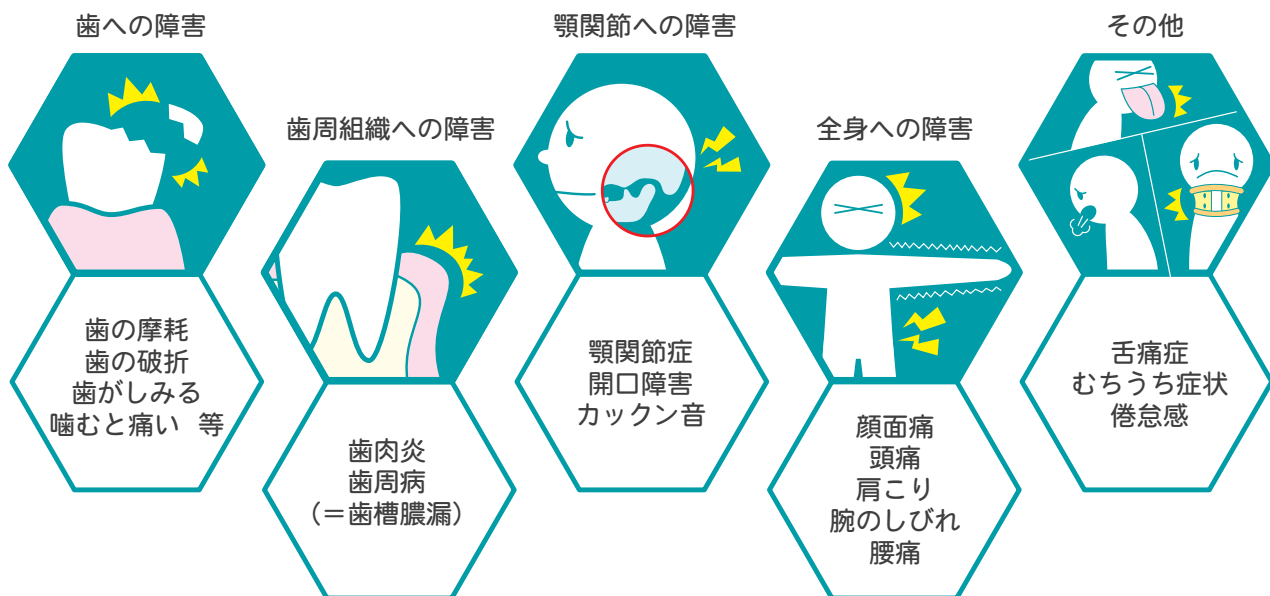 歯への障害
歯の摩耗
歯の破折
歯がしみる
噛むと痛い 等
歯周組織への障害
歯肉炎
歯周病
(=歯槽膿漏)
顎関節への障害
顎関節症
開口障害
カックン音
全身への障害
顔面痛
頭痛
肩こり
腕のしびれ
腰痛
その他
舌痛症
むちうち症状
倦怠感